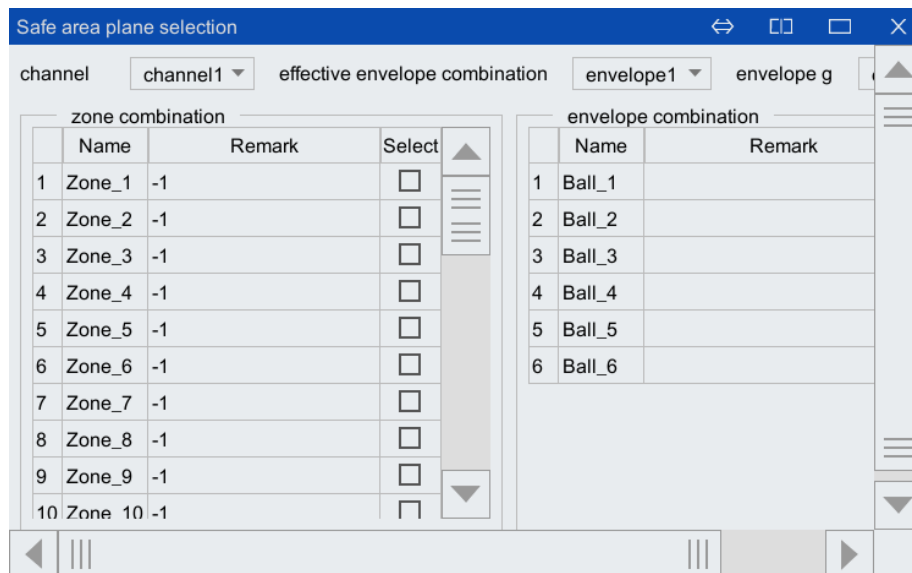 Safe area plane selection
channel channel1 effective envelope combination envelope1 envelope g
zone combination
Name Remark Select
1 Zone_1 -1
2 Zone_2 -1
3 Zone_3 -1
4 Zone_4 -1
5 Zone_5 -1
6 Zone_6 -1
7 Zone_7 -1
8 Zone_8 -1
9 Zone_9 -1
10 Zone_10 -1
envelope combination
Name Remark
1 Ball_1
2 Ball_2
3 Ball_3
4 Ball_4
5 Ball_5
6 Ball_6